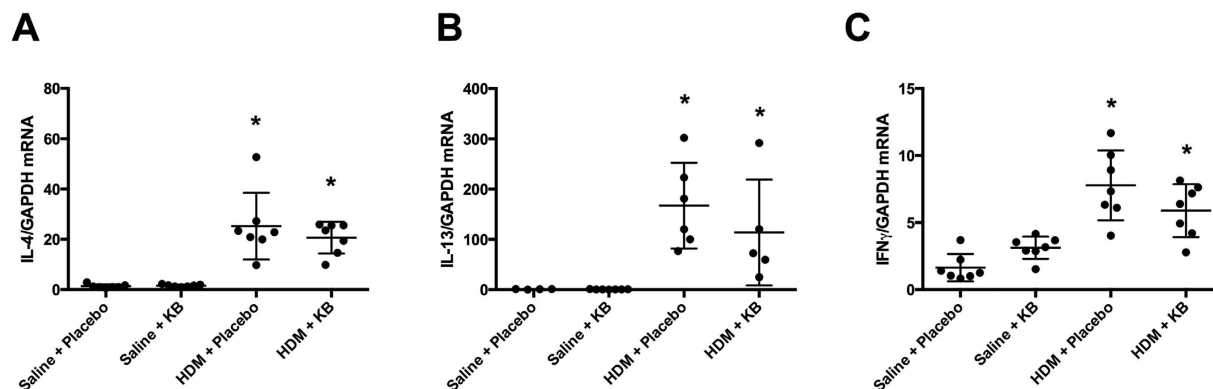 A
B
C
IL-4/GAPDH mRNA
80
60
40
20
0
*
*
Saline + Placebo
Saline + KB
HDM + Placebo
HDM + KB
IL-13/GAPDH mRNA
400
300
200
100
0
*
*
Saline + Placebo
Saline + KB
HDM + Placebo
HDM + KB
IFNγ/GAPDH mRNA
15
10
5
0
*
*
Saline + Placebo
Saline + KB
HDM + Placebo
HDM + KB